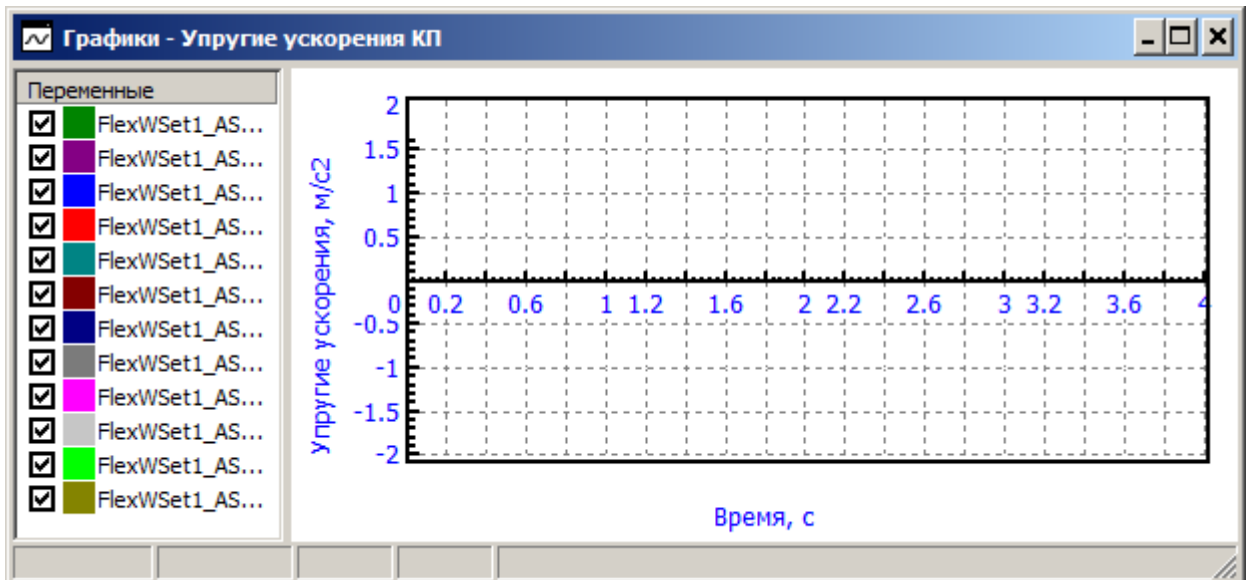 Графики - Упругие ускорения КП
Переменные
FlexWSet1_AS...
FlexWSet1_AS...
FlexWSet1_AS...
FlexWSet1_AS...
FlexWSet1_AS...
FlexWSet1_AS...
FlexWSet1_AS...
FlexWSet1_AS...
FlexWSet1_AS...
FlexWSet1_AS...
FlexWSet1_AS...
FlexWSet1_AS...
Упругие ускорения, м/с2
2
1.5
1
0.5
0
-0.5
-1
-1.5
-2
0.2 0.6 1 1.2 1.6 2 2.2 2.6 3 3.2 3.6 4
Время, с